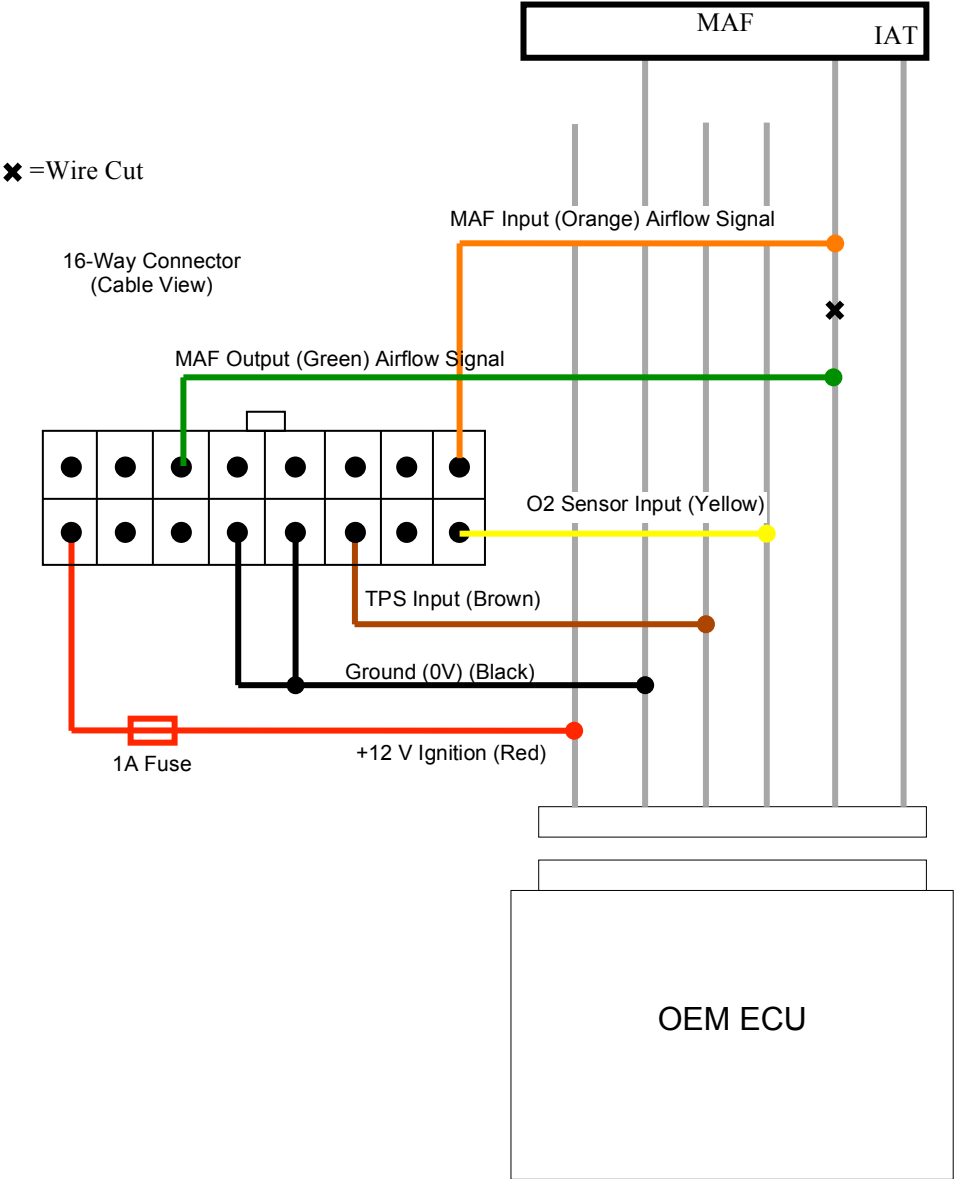 MAF
IAT
✖ =Wire Cut
MAF Input (Orange) Airflow Signal
16-Way Connector
(Cable View)
MAF Output (Green) Airflow Signal
O2 Sensor Input (Yellow)
TPS Input (Brown)
Ground (0V) (Black)
+12 V Ignition (Red)
1A Fuse
OEM ECU